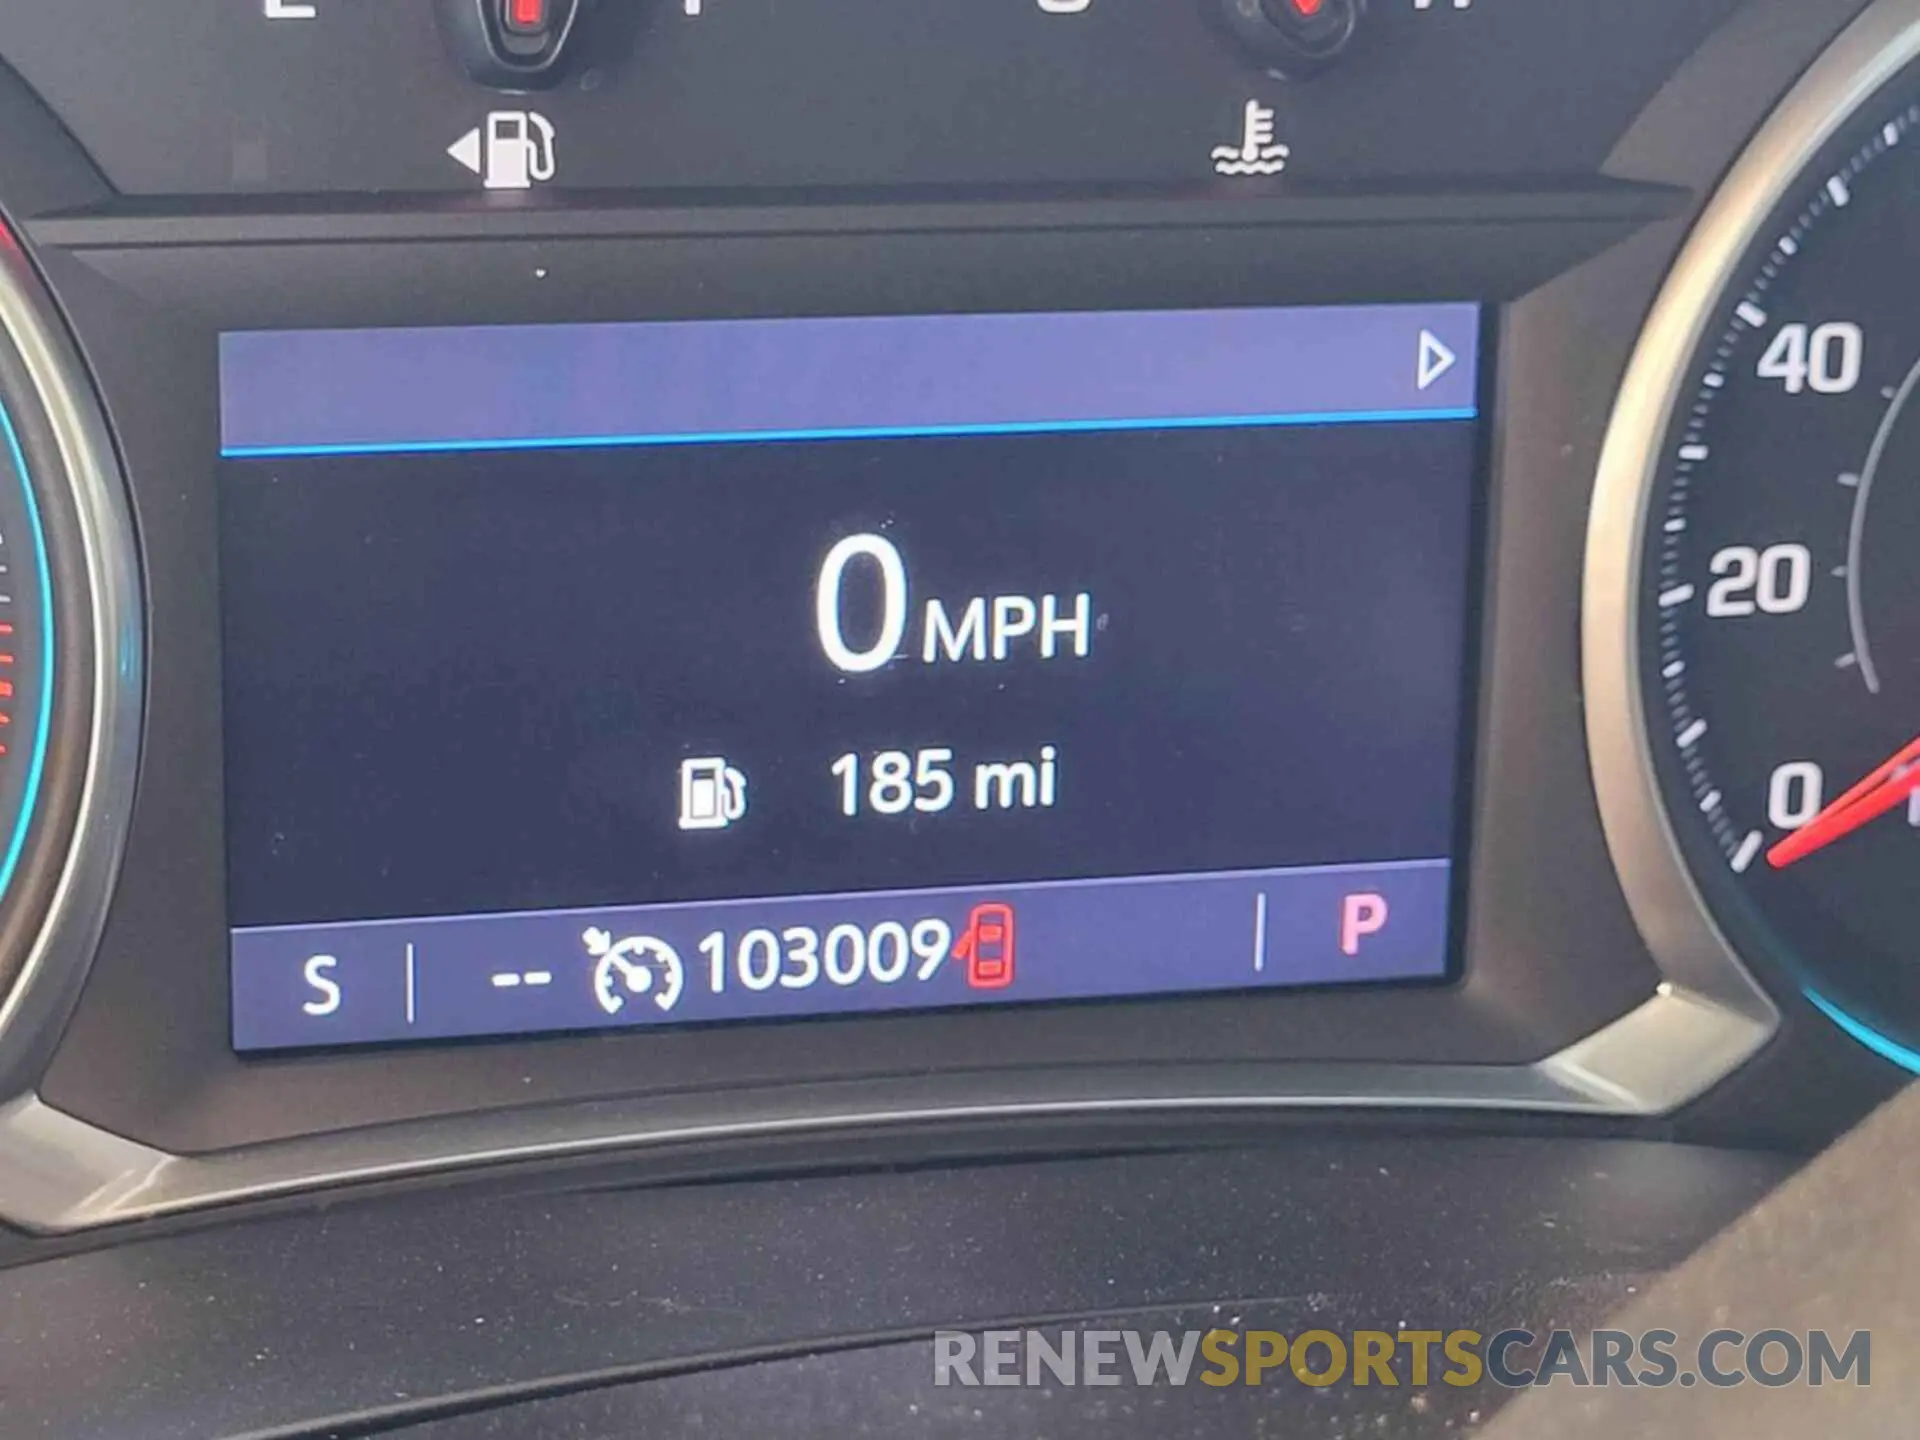 40
20
0
0 MPH
185 mi
S -- 103009 P
RENEWSPORTSCARS.COM